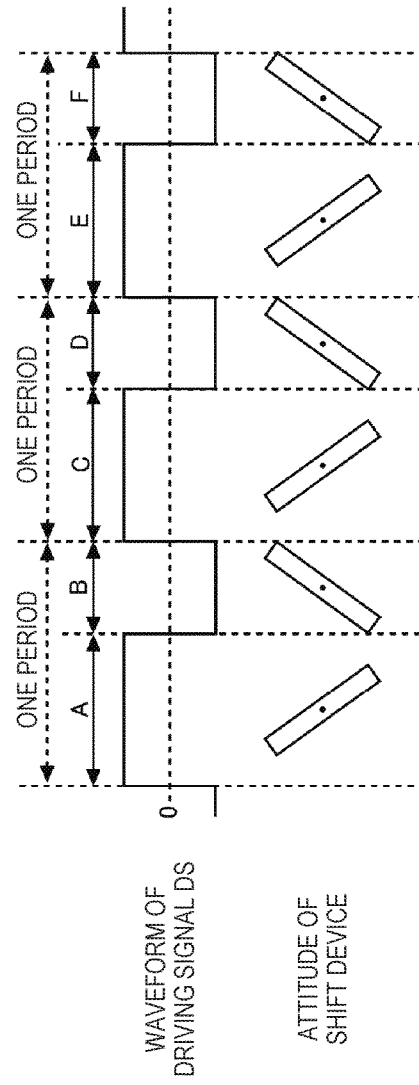 ONE PERIOD
ONE PERIOD
ONE PERIOD
A
B
C
D
E
F
WAVEFORM OF
DRIVING SIGNAL DS
0
ATTITUDE OF
SHIFT DEVICE